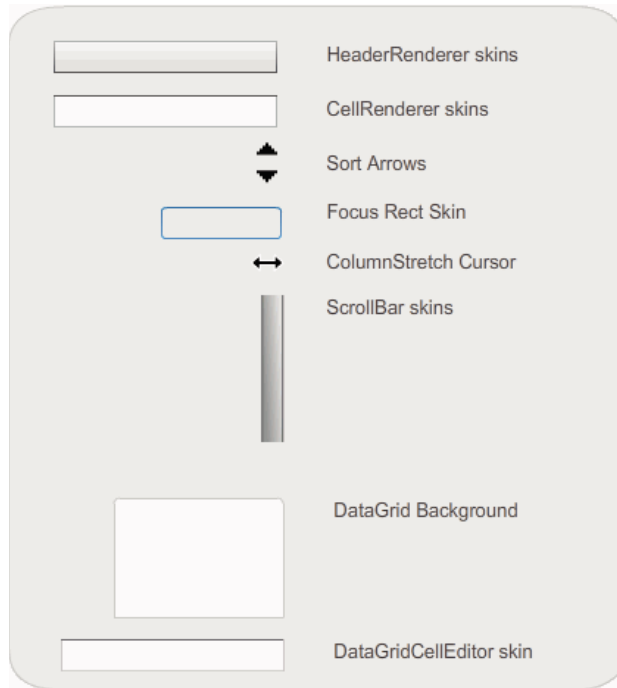 HeaderRenderer skins
CellRenderer skins
Sort Arrows
Focus Rect Skin
ColumnStretch Cursor
ScrollBar skins
DataGrid Background
DataGridCellEditor skin